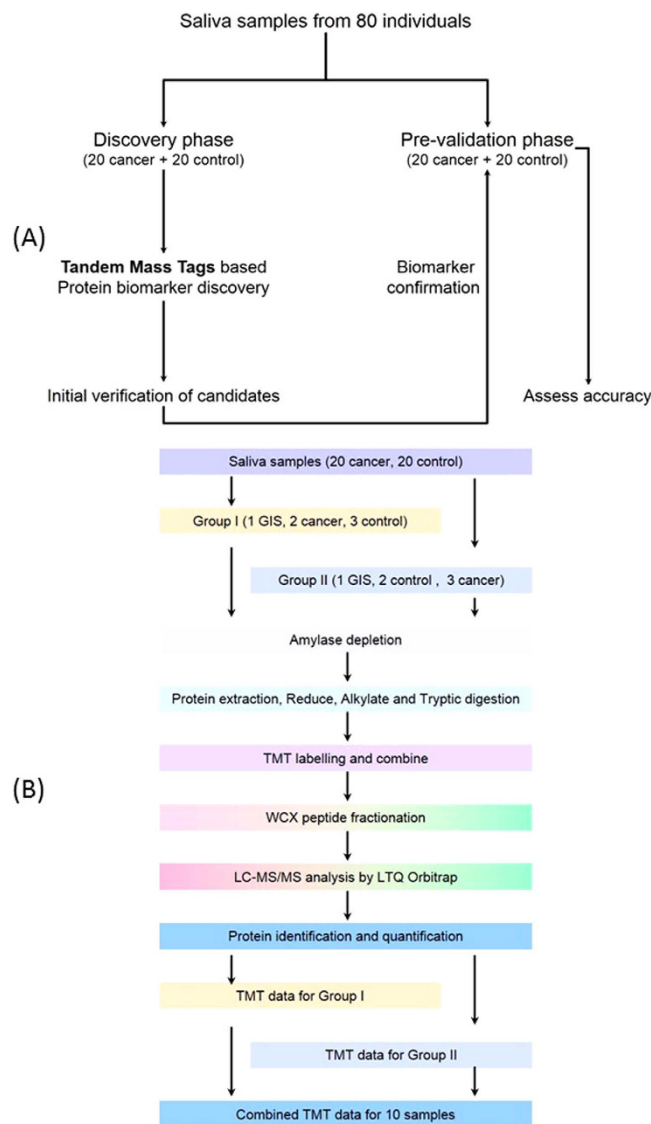 Saliva samples from 80 individuals
Discovery phase
(20 cancer + 20 control)
Pre-validation phase
(20 cancer + 20 control)
(A)
Tandem Mass Tags based
Protein biomarker discovery
Biomarker
confirmation
Initial verification of candidates
Assess accuracy
Saliva samples (20 cancer, 20 control)
Group I (1 GIS, 2 cancer, 3 control)
Group II (1 GIS, 2 control , 3 cancer)
Amylase depletion
Protein extraction, Reduce, Alkylate and Tryptic digestion
TMT labelling and combine
(B)
WCX peptide fractionation
LC-MS/MS analysis by LTQ Orbitrap
Protein identification and quantification
TMT data for Group I
TMT data for Group II
Combined TMT data for 10 samples